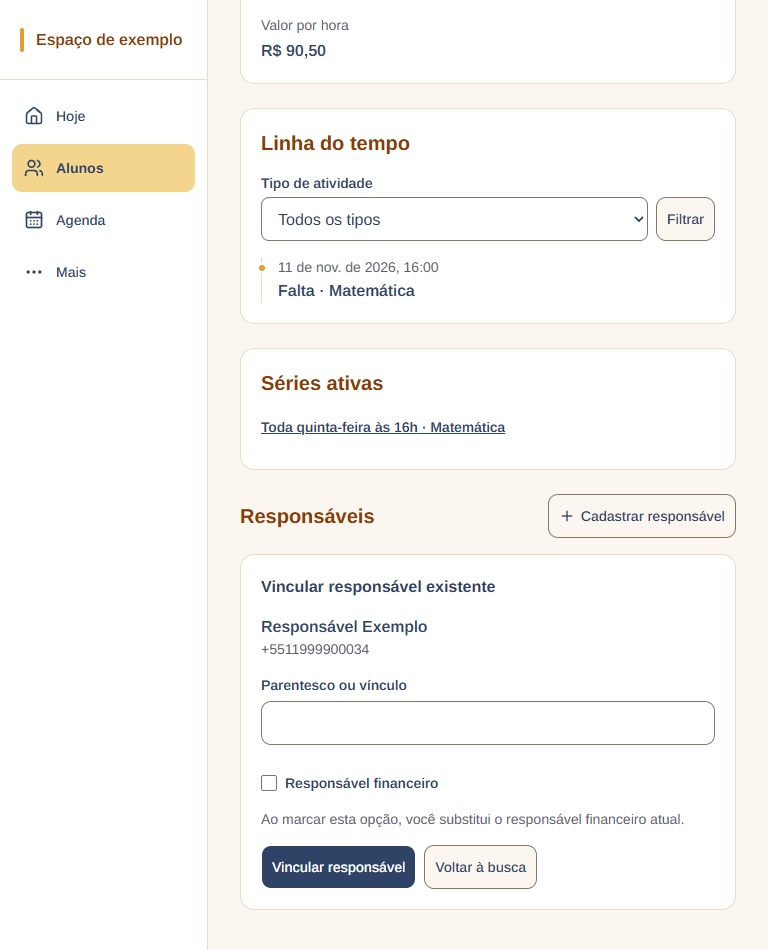 Espaço de exemplo
Hoje
Alunos
Agenda
Mais
Valor por hora
R$ 90,50
Linha do tempo
Tipo de atividade
Todos os tipos
Filtrar
11 de nov. de 2026, 16:00
Falta · Matemática
Séries ativas
Toda quinta-feira às 16h · Matemática
Responsáveis
Cadastrar responsável
Vincular responsável existente
Responsável Exemplo
+5511999900034
Parentesco ou vínculo
Responsável financeiro
Ao marcar esta opção, você substitui o responsável financeiro atual.
Vincular responsável
Voltar à busca